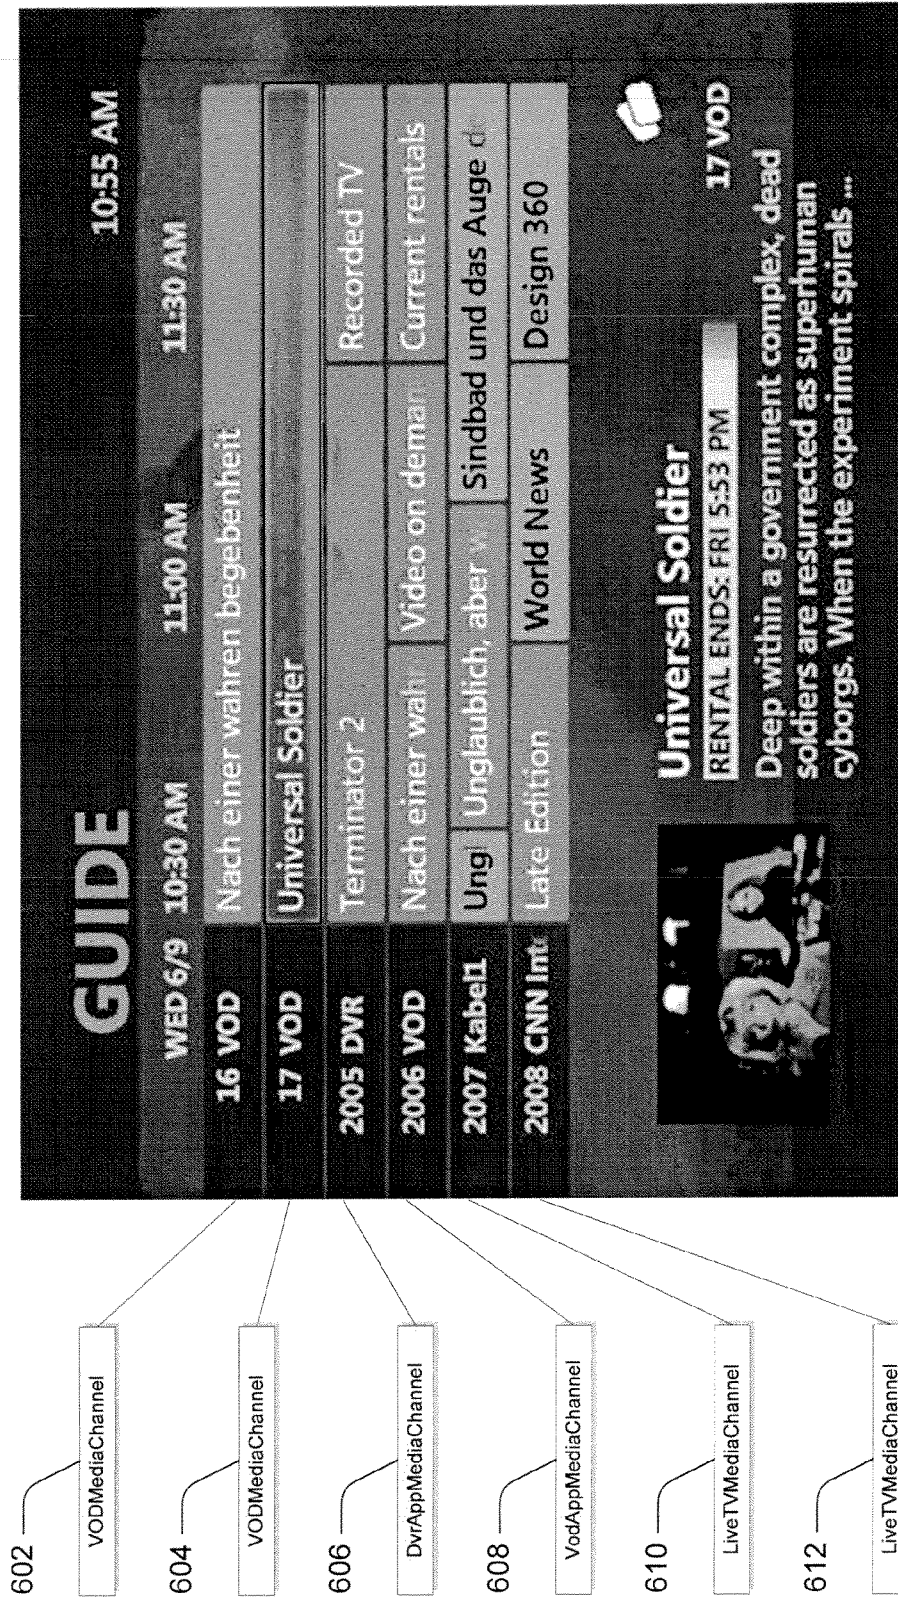 GUIDE
10:55 AM
WED 6/9 10:30 AM 11:00 AM 11:30 AM
16 VOD Nach einer wahren begebenheit
17 VOD Universal Soldier
2005 DVR Terminator 2 Recorded TV
2006 VOD Nach einer wah Video on deman Current rentals
2007 Kabel1 Ungl Unglaublich, aber w Sindbad und das Auge d
2008 CNN Inte Late Edition World News Design 360
Universal Soldier
RENTAL ENDS: FRI 5:53 PM 17 VOD
Deep within a government complex, dead
soldiers are resurrected as superhuman
cyborgs. When the experiment spirals ...
602
VODMediaChannel
604
VODMediaChannel
606
DvrAppMediaChannel
608
VodAppMediaChannel
610
LiveTVMediaChannel
612
LiveTVMediaChannel